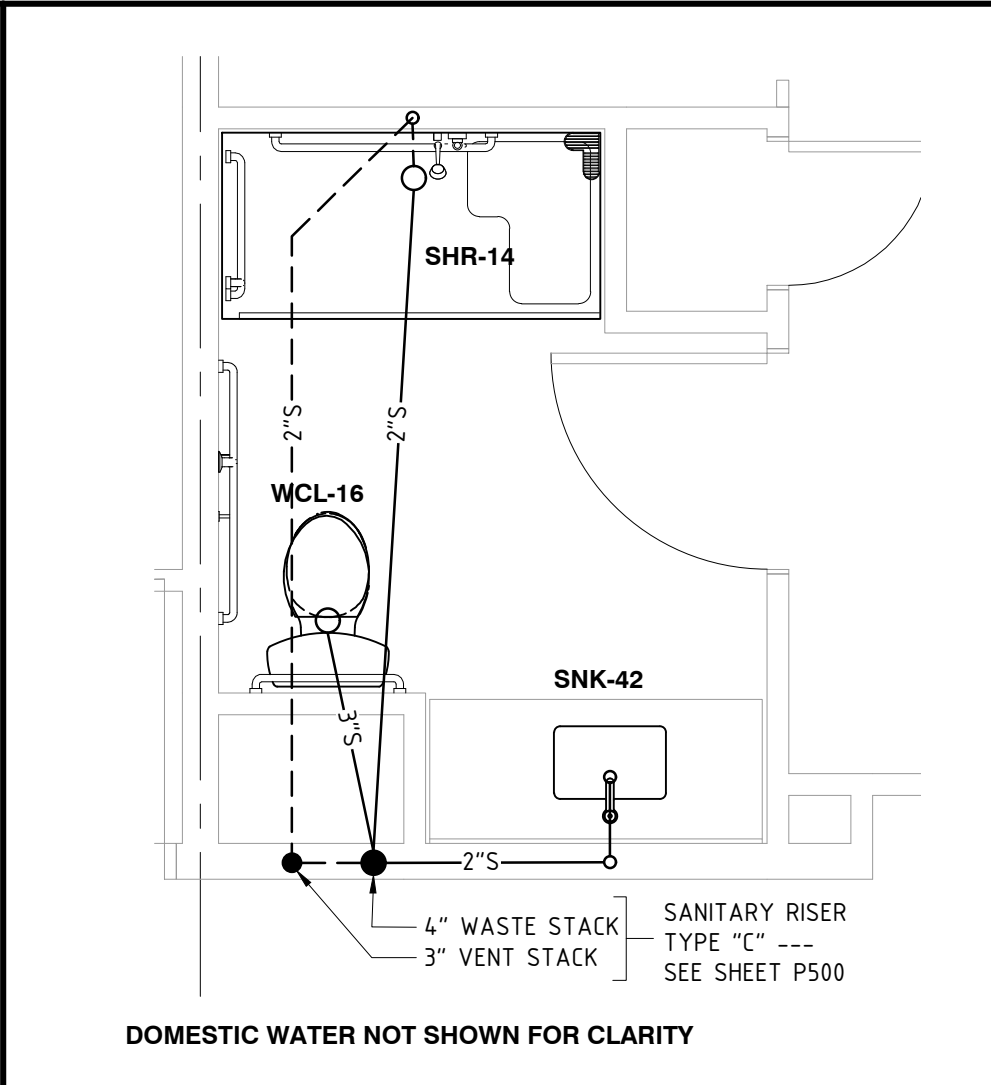 SHR-14
2"S
2"S
WCL-16
3"S
SNK-42
2"S
4" WASTE STACK
3" VENT STACK
SANITARY RISER
TYPE "C" ---
SEE SHEET P500
DOMESTIC WATER NOT SHOWN FOR CLARITY